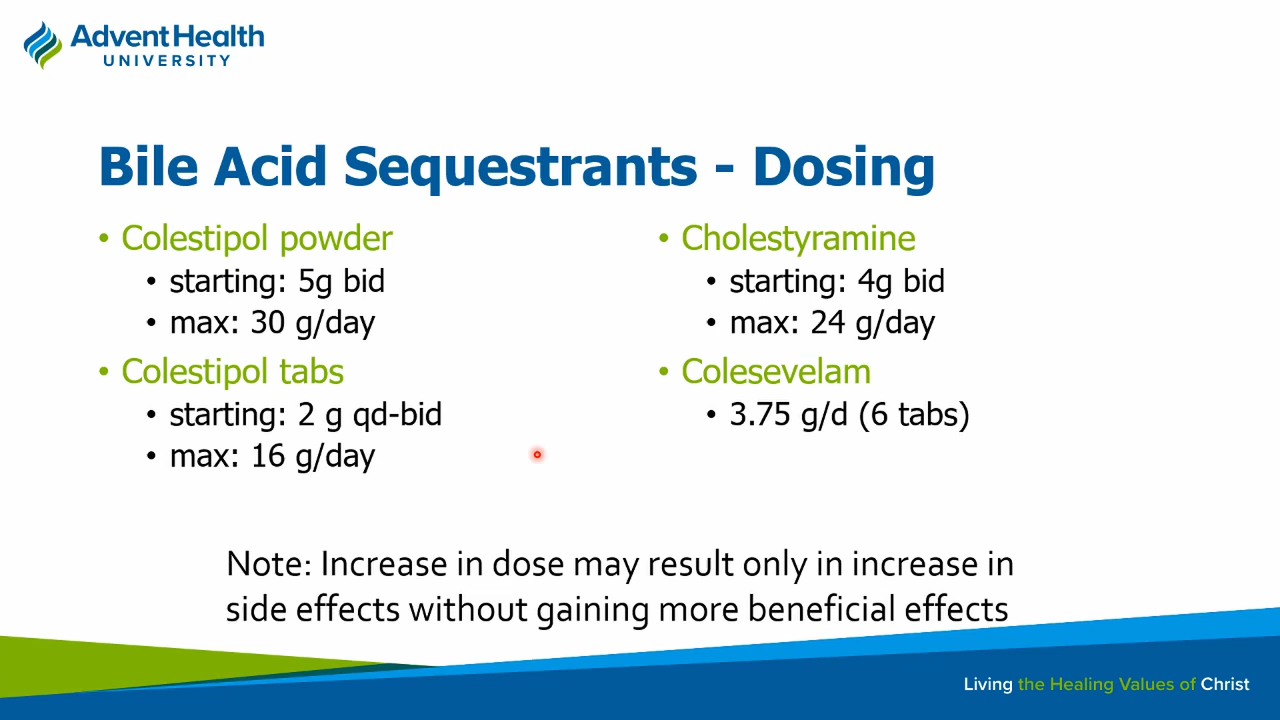 AdventHealth
UNIVERSITY
Bile Acid Sequestrants - Dosing
• Colestipol powder
• starting: 5g bid
• max: 30 g/day
• Colestipol tabs
• starting: 2 g qd-bid
• max: 16 g/day
• Cholestyramine
• starting: 4g bid
• max: 24 g/day
• Colesevelam
• 3.75 g/d (6 tabs)
Note: Increase in dose may result only in increase in
side effects without gaining more beneficial effects
Living the Healing Values of Christ